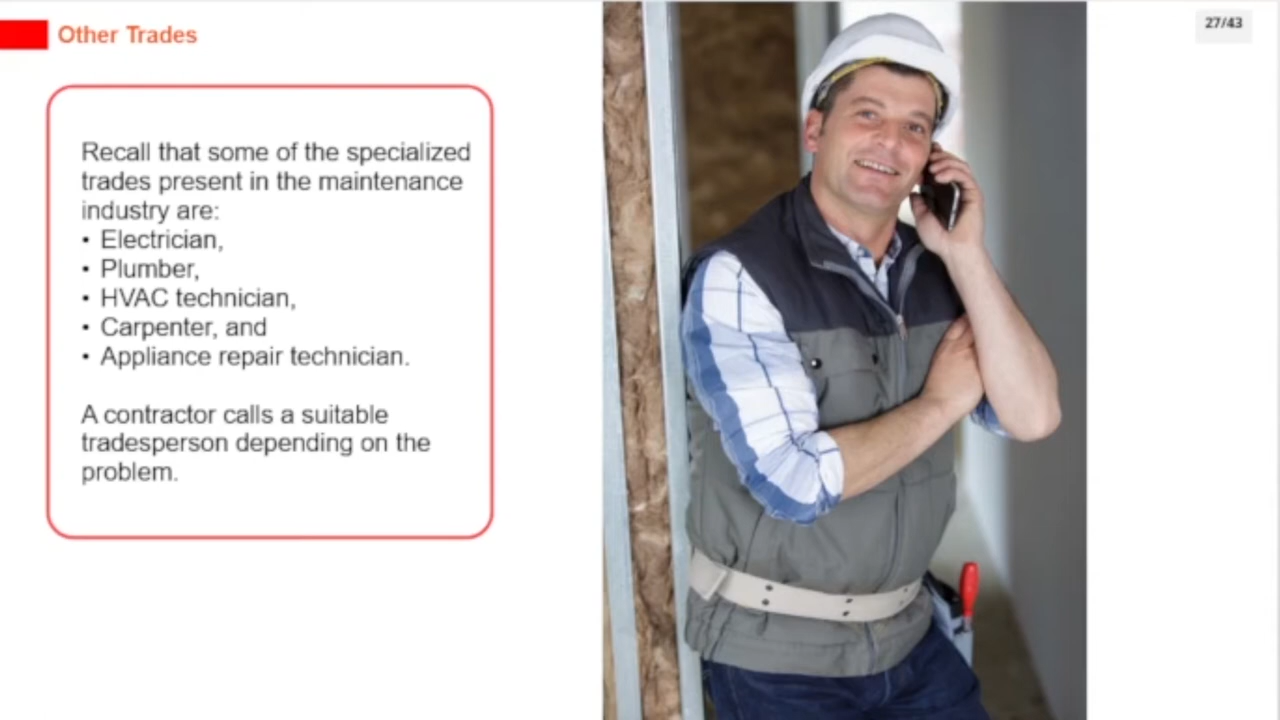 Other Trades
27/43
Recall that some of the specialized
trades present in the maintenance
industry are:
• Electrician,
• Plumber,
• HVAC technician,
• Carpenter, and
• Appliance repair technician.
A contractor calls a suitable
tradesperson depending on the
problem.